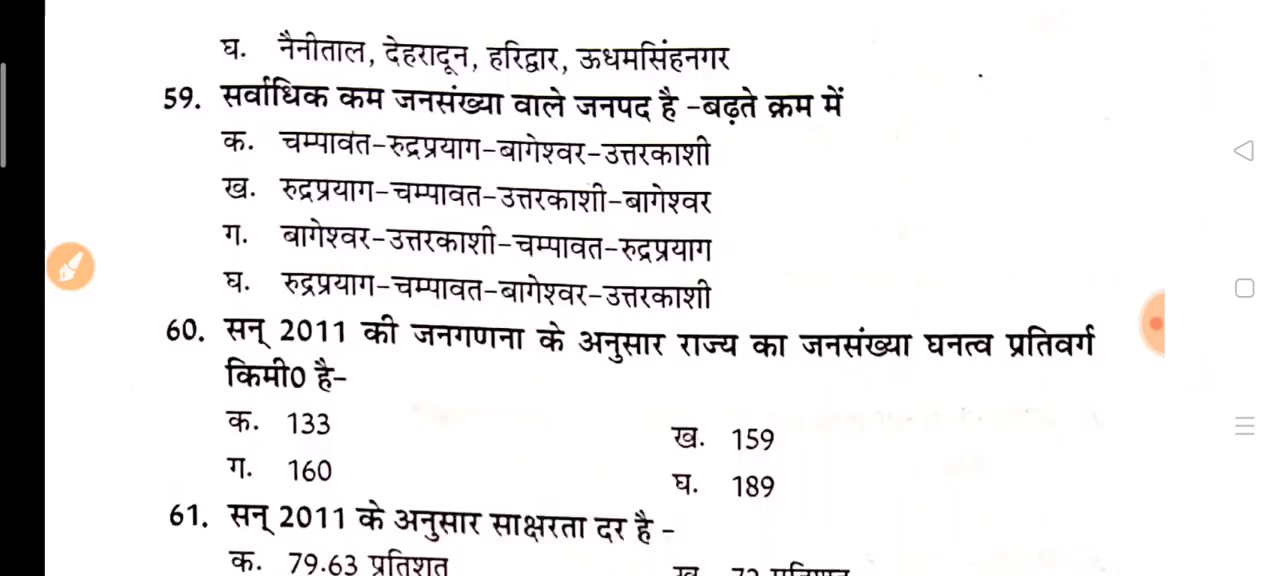 घ. नैनीताल, देहरादून, हरिद्वार, ऊधमसिंहनगर
59. सर्वाधिक कम जनसंख्या वाले जनपद है -बढ़ते क्रम में
क. चम्पावत-रुद्रप्रयाग-बागेश्वर-उत्तरकाशी
ख. रुद्रप्रयाग-चम्पावत-उत्तरकाशी-बागेश्वर
ग. बागेश्वर-उत्तरकाशी-चम्पावत-रुद्रप्रयाग
घ. रुद्रप्रयाग-चम्पावत-बागेश्वर-उत्तरकाशी
60. सन् 2011 की जनगणना के अनुसार राज्य का जनसंख्या घनत्व प्रतिवर्ग
किमी0 है-
क. 133 ख. 159
ग. 160 घ. 189
61. सन् 2011 के अनुसार साक्षरता दर है -
क. 79.63 प्रतिशत